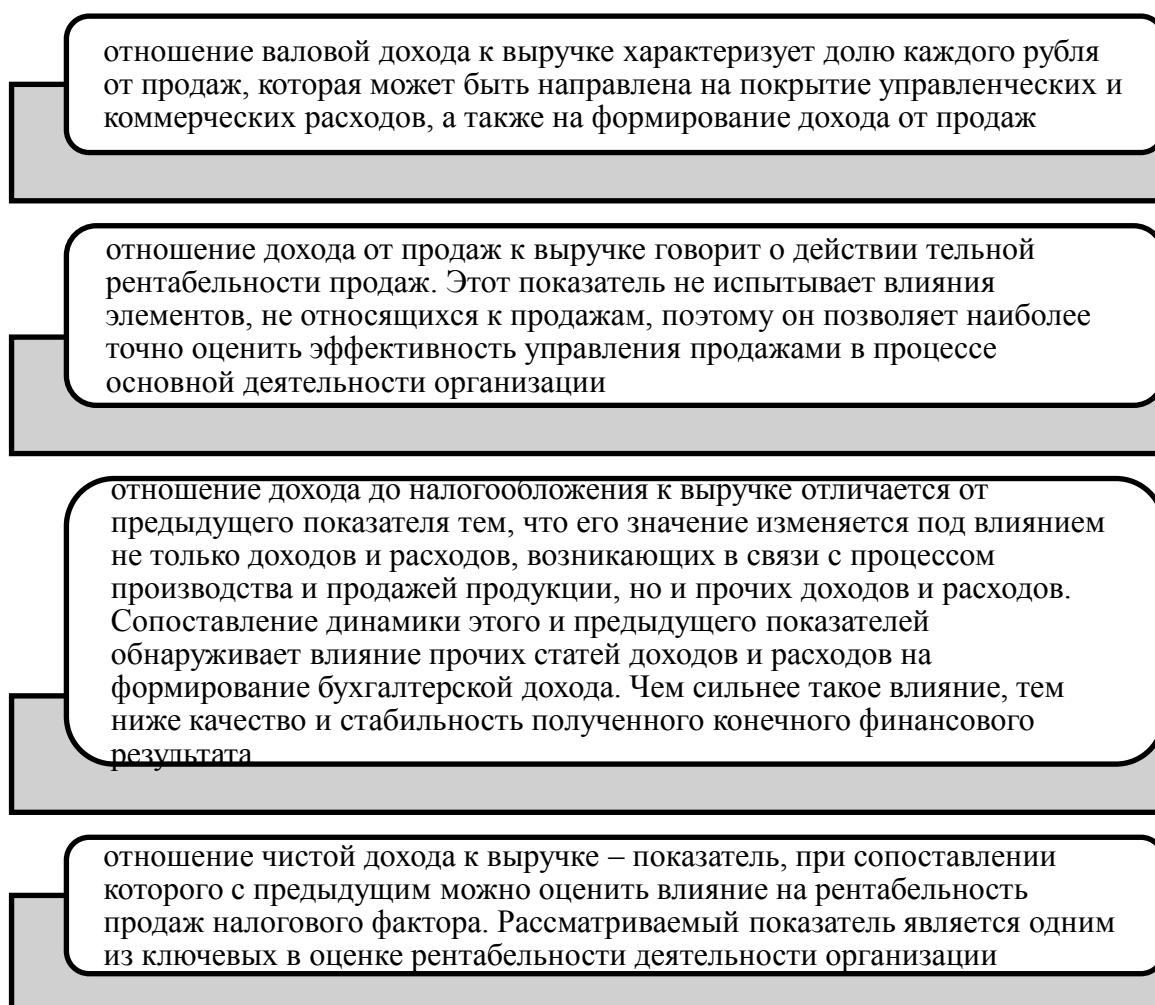 отношение валовой дохода к выручке характеризует долю каждого рубля
от продаж, которая может быть направлена на покрытие управленческих и
коммерческих расходов, а также на формирование дохода от продаж
отношение дохода от продаж к выручке говорит о действии тельной
рентабельности продаж. Этот показатель не испытывает влияния
элементов, не относящихся к продажам, поэтому он позволяет наиболее
точно оценить эффективность управления продажами в процессе
основной деятельности организации
отношение дохода до налогообложения к выручке отличается от
предыдущего показателя тем, что его значение изменяется под влиянием
не только доходов и расходов, возникающих в связи с процессом
производства и продажей продукции, но и прочих доходов и расходов.
Сопоставление динамики этого и предыдущего показателей
обнаруживает влияние прочих статей доходов и расходов на
формирование бухгалтерской дохода. Чем сильнее такое влияние, тем
ниже качество и стабильность полученного конечного финансового
результата
отношение чистой дохода к выручке – показатель, при сопоставлении
которого с предыдущим можно оценить влияние на рентабельность
продаж налогового фактора. Рассматриваемый показатель является одним
из ключевых в оценке рентабельности деятельности организации